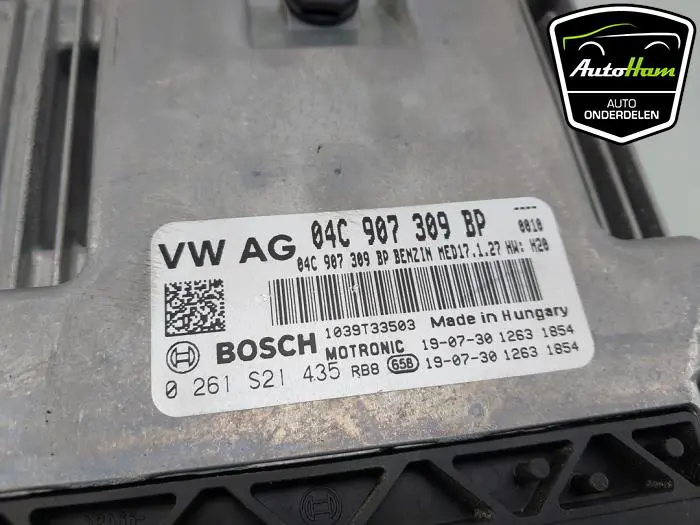 AutoHam
AUTO
ONDERDELEN
VW AG 04C 907 309 BP 0010
04C 907 309 BP BENZIN MED17.1.27 HW: H20
1039T33503 Made in Hungary
BOSCH MOTRONIC 19-07-30 1263 1854
0 261 S21 435 RB8 658 19-07-30 1263 1854